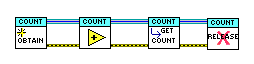 COUNT COUNT COUNT COUNT
OBTAIN
+
GET
COUNT
RELEASE